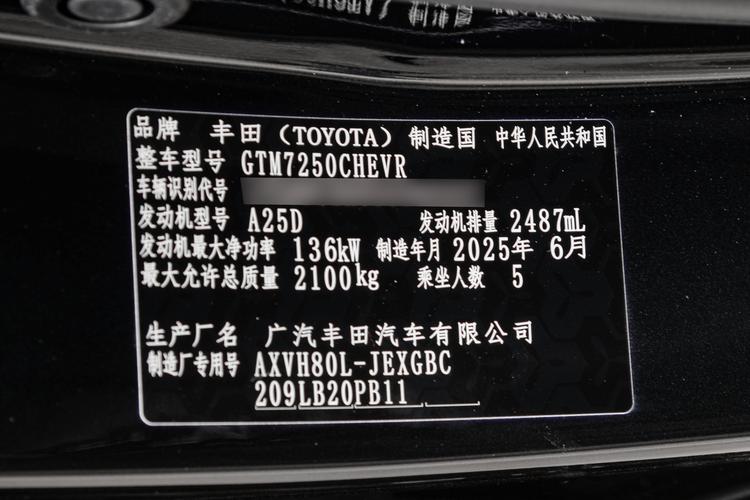 品牌 丰田（TOYOTA）制造国 中华人民共和国
整车型号 GTM7250CHEVR
车辆识别代号
发动机型号 A25D 发动机排量 2487mL
发动机最大净功率 136kW 制造年月 2025年 6月
最大允许总质量 2100kg 乘坐人数 5
生产厂名 广汽丰田汽车有限公司
制造厂专用号 AXVH80L-JEXGBC
209LB20PB11